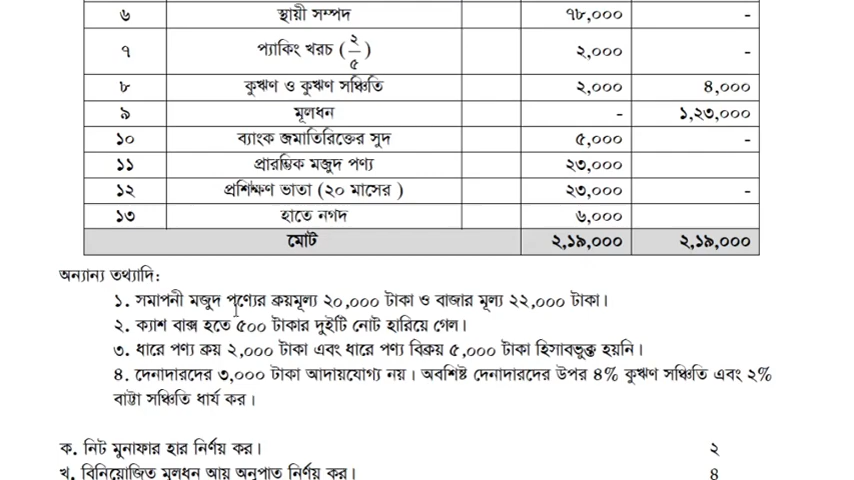 ৬ স্থায়ী সম্পদ ৭৮,০০০ -
৭ প্যাকিং খরচ (২/৫) ২,০০০ -
৮ কুঋণ ও কুঋণ সঞ্চিতি ২,০০০ ৪,০০০
৯ মূলধন - ১,২৩,০০০
১০ ব্যাংক জমাতিরিক্তের সুদ ৫,০০০ -
১১ প্রারম্ভিক মজুদ পণ্য ২৩,০০০
১২ প্রশিক্ষণ ভাতা (২০ মাসের ) ২৩,০০০ -
১৩ হাতে নগদ ৬,০০০
মোট ২,১৯,০০০ ২,১৯,০০০
অন্যান্য তথ্যাদি:
১. সমাপনী মজুদ পণ্যের ক্রয়মূল্য ২০,০০০ টাকা ও বাজার মূল্য ২২,০০০ টাকা।
২. ক্যাশ বাক্স হতে ৫০০ টাকার দুইটি নোট হারিয়ে গেল।
৩. ধারে পণ্য ক্রয় ২,০০০ টাকা এবং ধারে পণ্য বিক্রয় ৫,০০০ টাকা হিসাবভুক্ত হয়নি।
৪. দেনাদারদের ৩,০০০ টাকা আদায়যোগ্য নয়। অবশিষ্ট দেনাদারদের উপর ৪% কুঋণ সঞ্চিতি এবং ২%
বাট্টা সঞ্চিতি ধার্য কর।
ক. নিট মুনাফার হার নির্ণয় কর। ২
খ. বিনিয়োজিত মূলধন আয় অনুপাত নির্ণয় কর। ৪